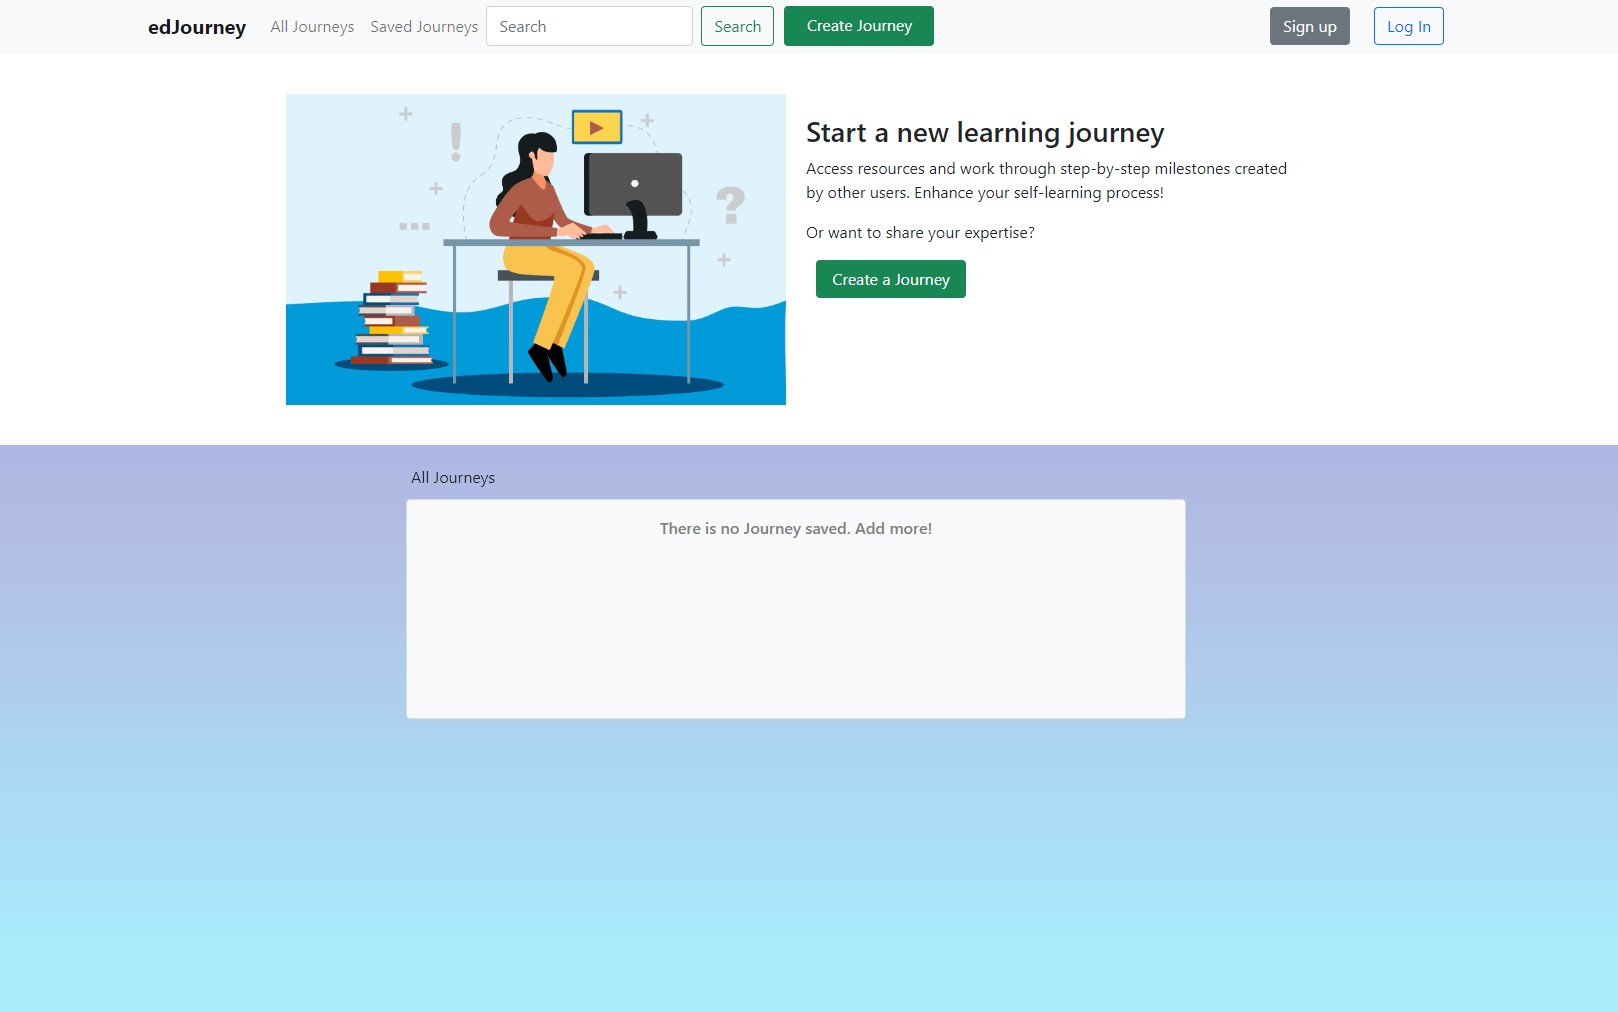 edJourney All Journeys Saved Journeys Search Search Create Journey Sign up Log In
Start a new learning journey
Access resources and work through step-by-step milestones created
by other users. Enhance your self-learning process!
Or want to share your expertise?
Create a Journey
All Journeys
There is no Journey saved. Add more!